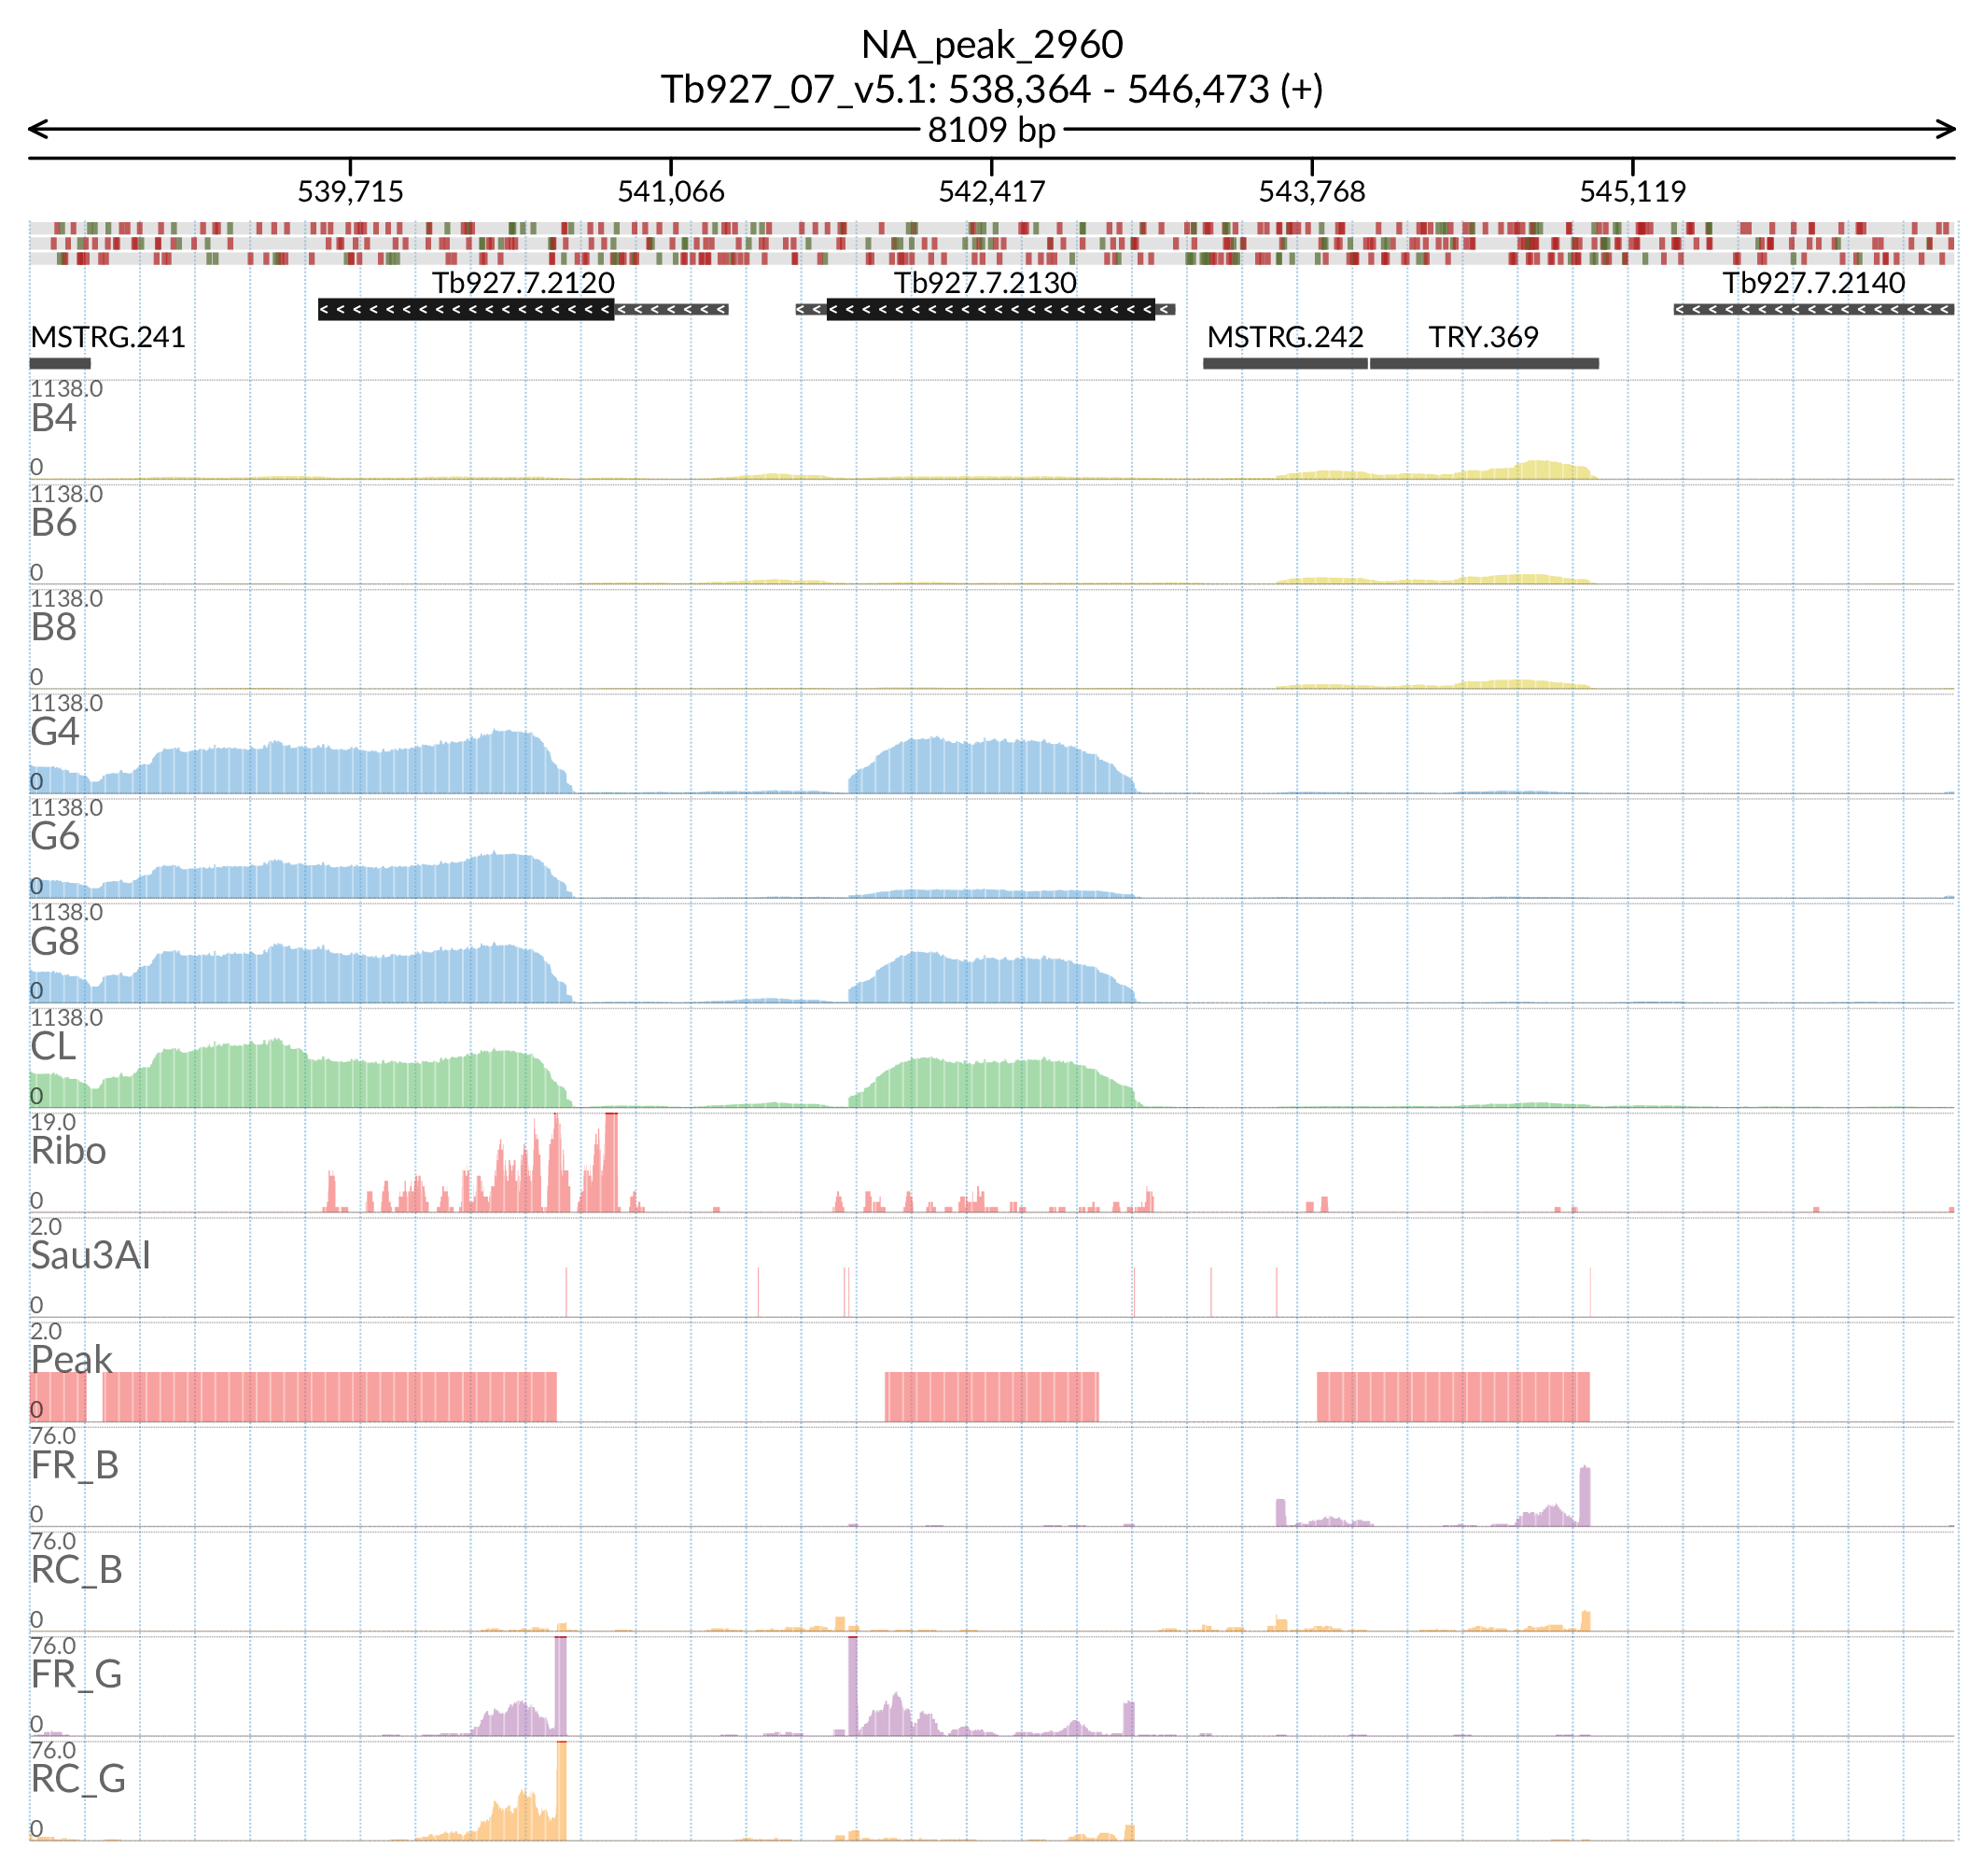 NA_peak_2960
Tb927_07_v5.1: 538,364 - 546,473 (+)
8109 bp
539,715 541,066 542,417 543,768 545,119
Tb927.7.2120 Tb927.7.2130 Tb927.7.2140
MSTRG.241 MSTRG.242 TRY.369
1138.0
B4
0
1138.0
B6
0
1138.0
B8
0
1138.0
G4
0
1138.0
G6
0
1138.0
G8
0
1138.0
CL
0
19.0
Ribo
0
2.0
Sau3AI
0
2.0
Peak
0
76.0
FR_B
0
76.0
RC_B
0
76.0
FR_G
0
76.0
RC_G
0